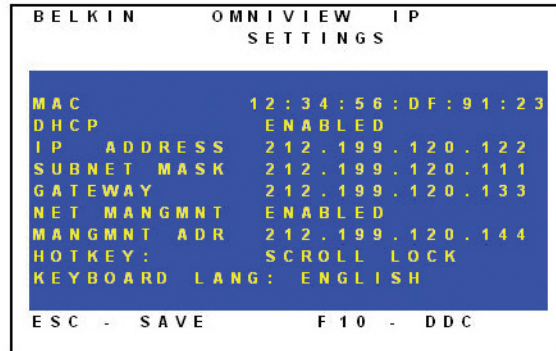 BELKIN OMNIVIEW IP
SETTINGS
MAC 12:34:56:DF:91:23
DHCP ENABLED
IP ADDRESS 212.199.120.122
SUBNET MASK 212.199.120.111
GATEWAY 212.199.120.133
NET MANGMNT ENABLED
MANGMNT ADR 212.199.120.144
HOTKEY: SCROLL LOCK
KEYBOARD LANG: ENGLISH
ESC - SAVE F10 - DDC